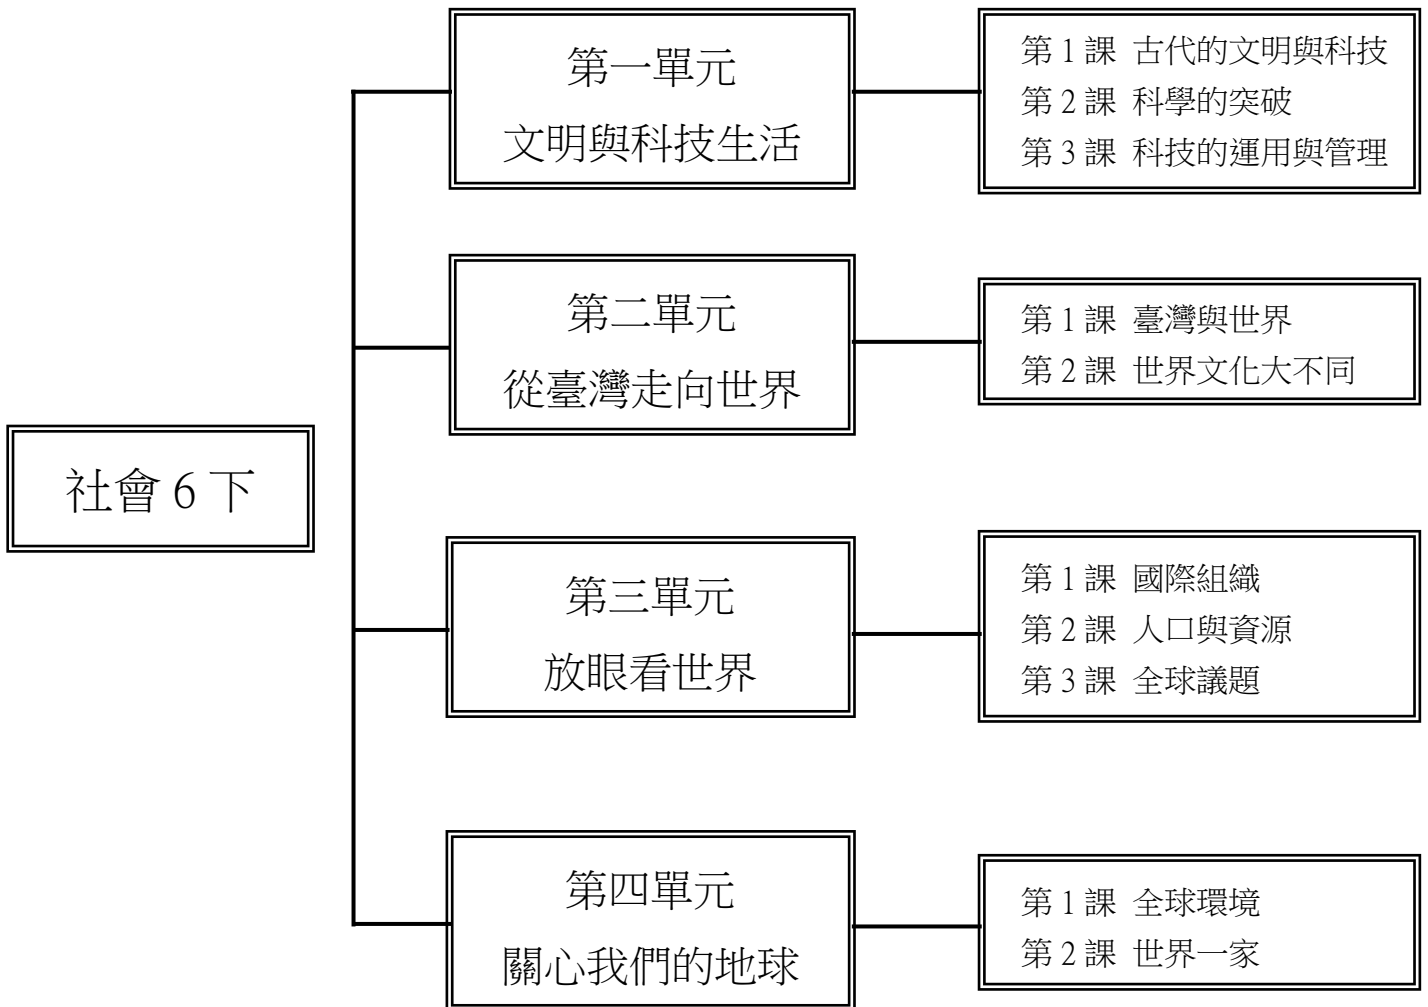 社會 6 下
第一單元
文明與科技生活
第 1 課 古代的文明與科技
第 2 課 科學的突破
第 3 課 科技的運用與管理
第二單元
從臺灣走向世界
第 1 課 臺灣與世界
第 2 課 世界文化大不同
第三單元
放眼看世界
第 1 課 國際組織
第 2 課 人口與資源
第 3 課 全球議題
第四單元
關心我們的地球
第 1 課 全球環境
第 2 課 世界一家